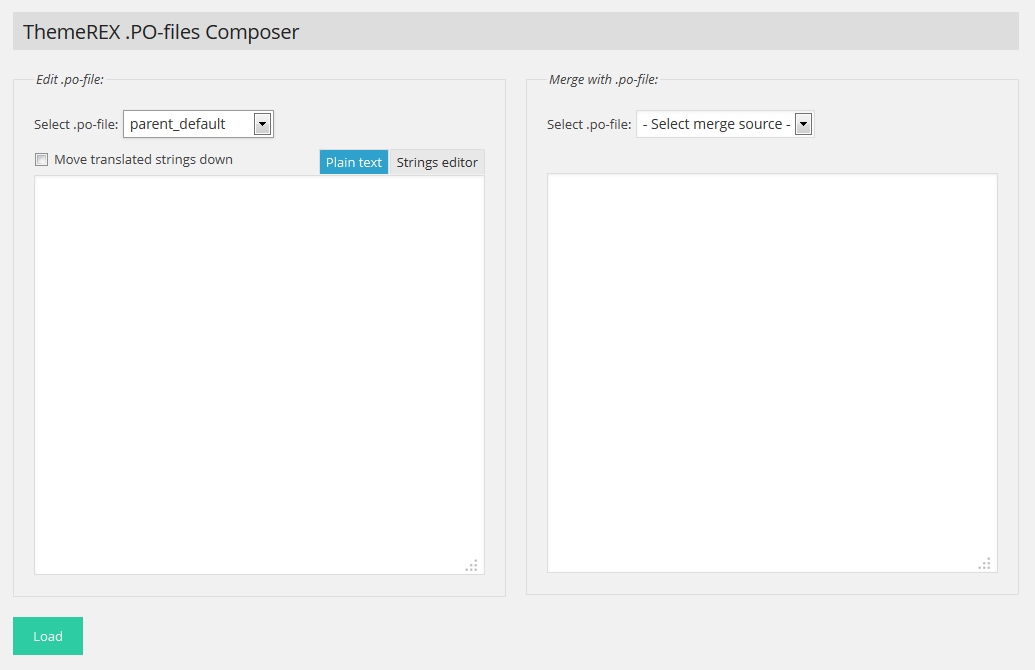 ThemeREX .PO-files Composer
Edit .po-file:
Select .po-file: parent_default
Move translated strings down
Plain text Strings editor
Merge with .po-file:
Select .po-file: - Select merge source -
Load